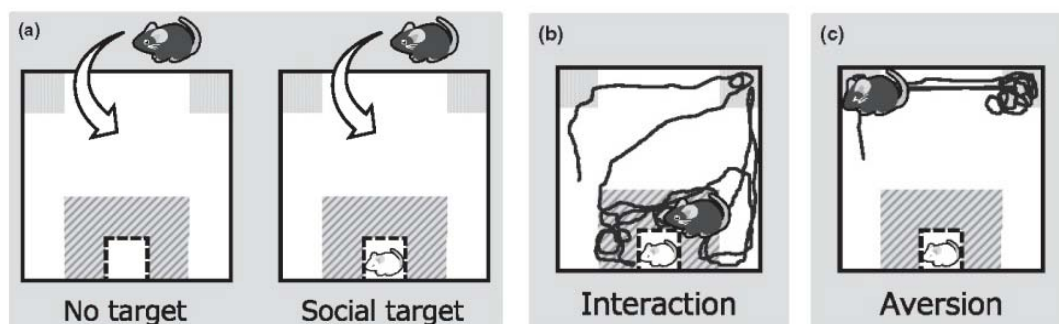 (a)
No target
Social target
(b)
Interaction
(c)
Aversion